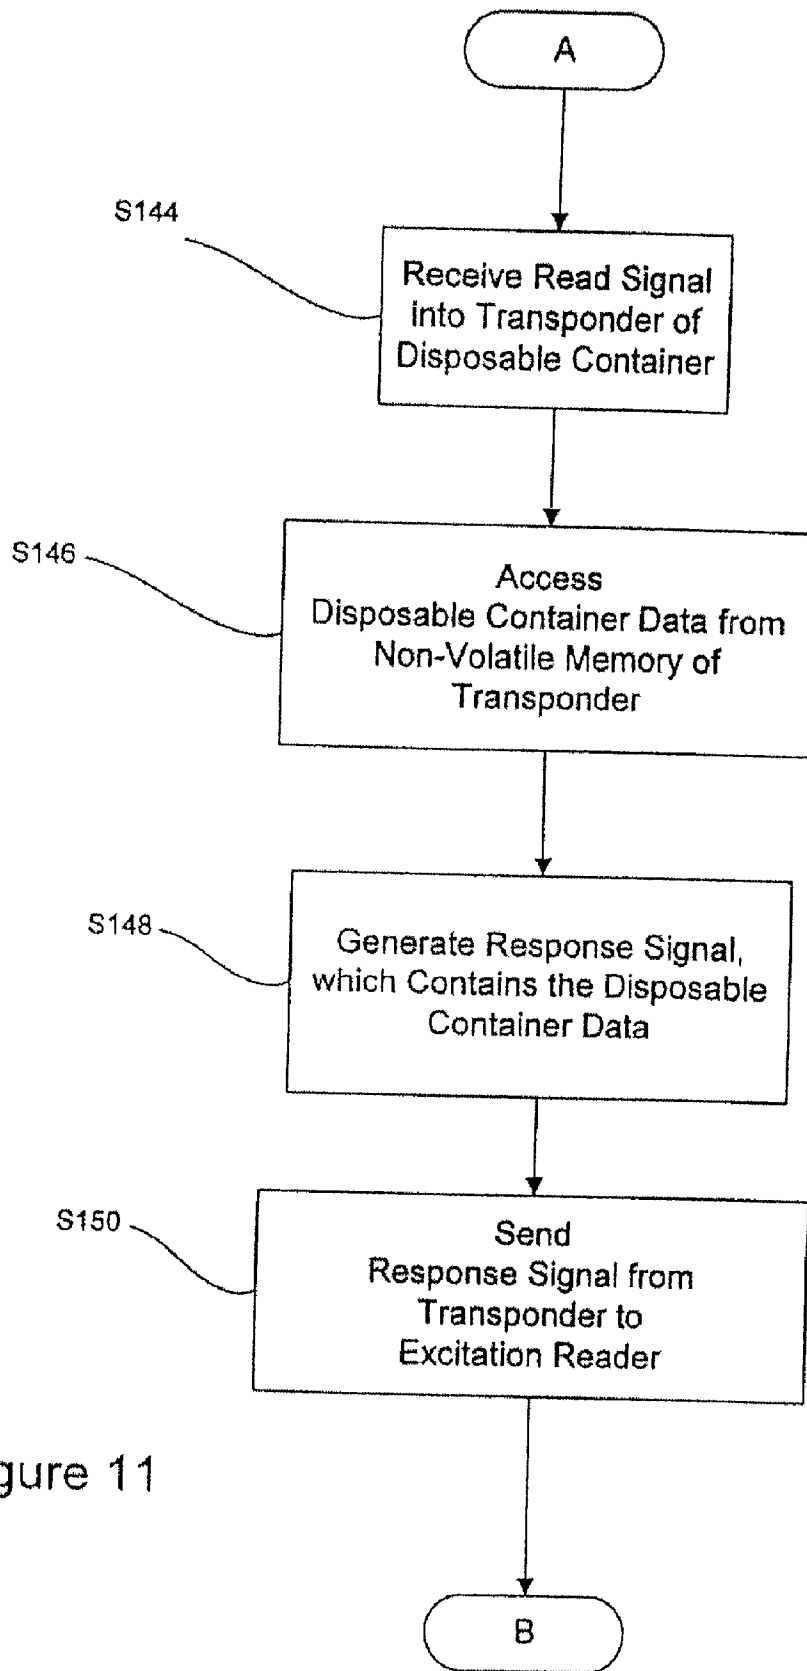 A
S144
Receive Read Signal
into Transponder of
Disposable Container
S146
Access
Disposable Container Data from
Non-Volatile Memory of
Transponder
S148
Generate Response Signal,
which Contains the Disposable
Container Data
S150
Send
Response Signal from
Transponder to
Excitation Reader
gure 11
B